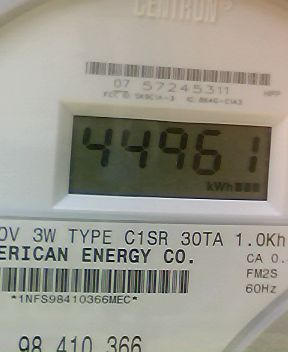 CENTRON®
07 57245311
HPP
44961
kWh
0V 3W TYPE C1SR 30TA 1.0Kh
ERICAN ENERGY CO.
CA 0.
FM2S
*1NFS98410366MEC*
60Hz
98 410 366